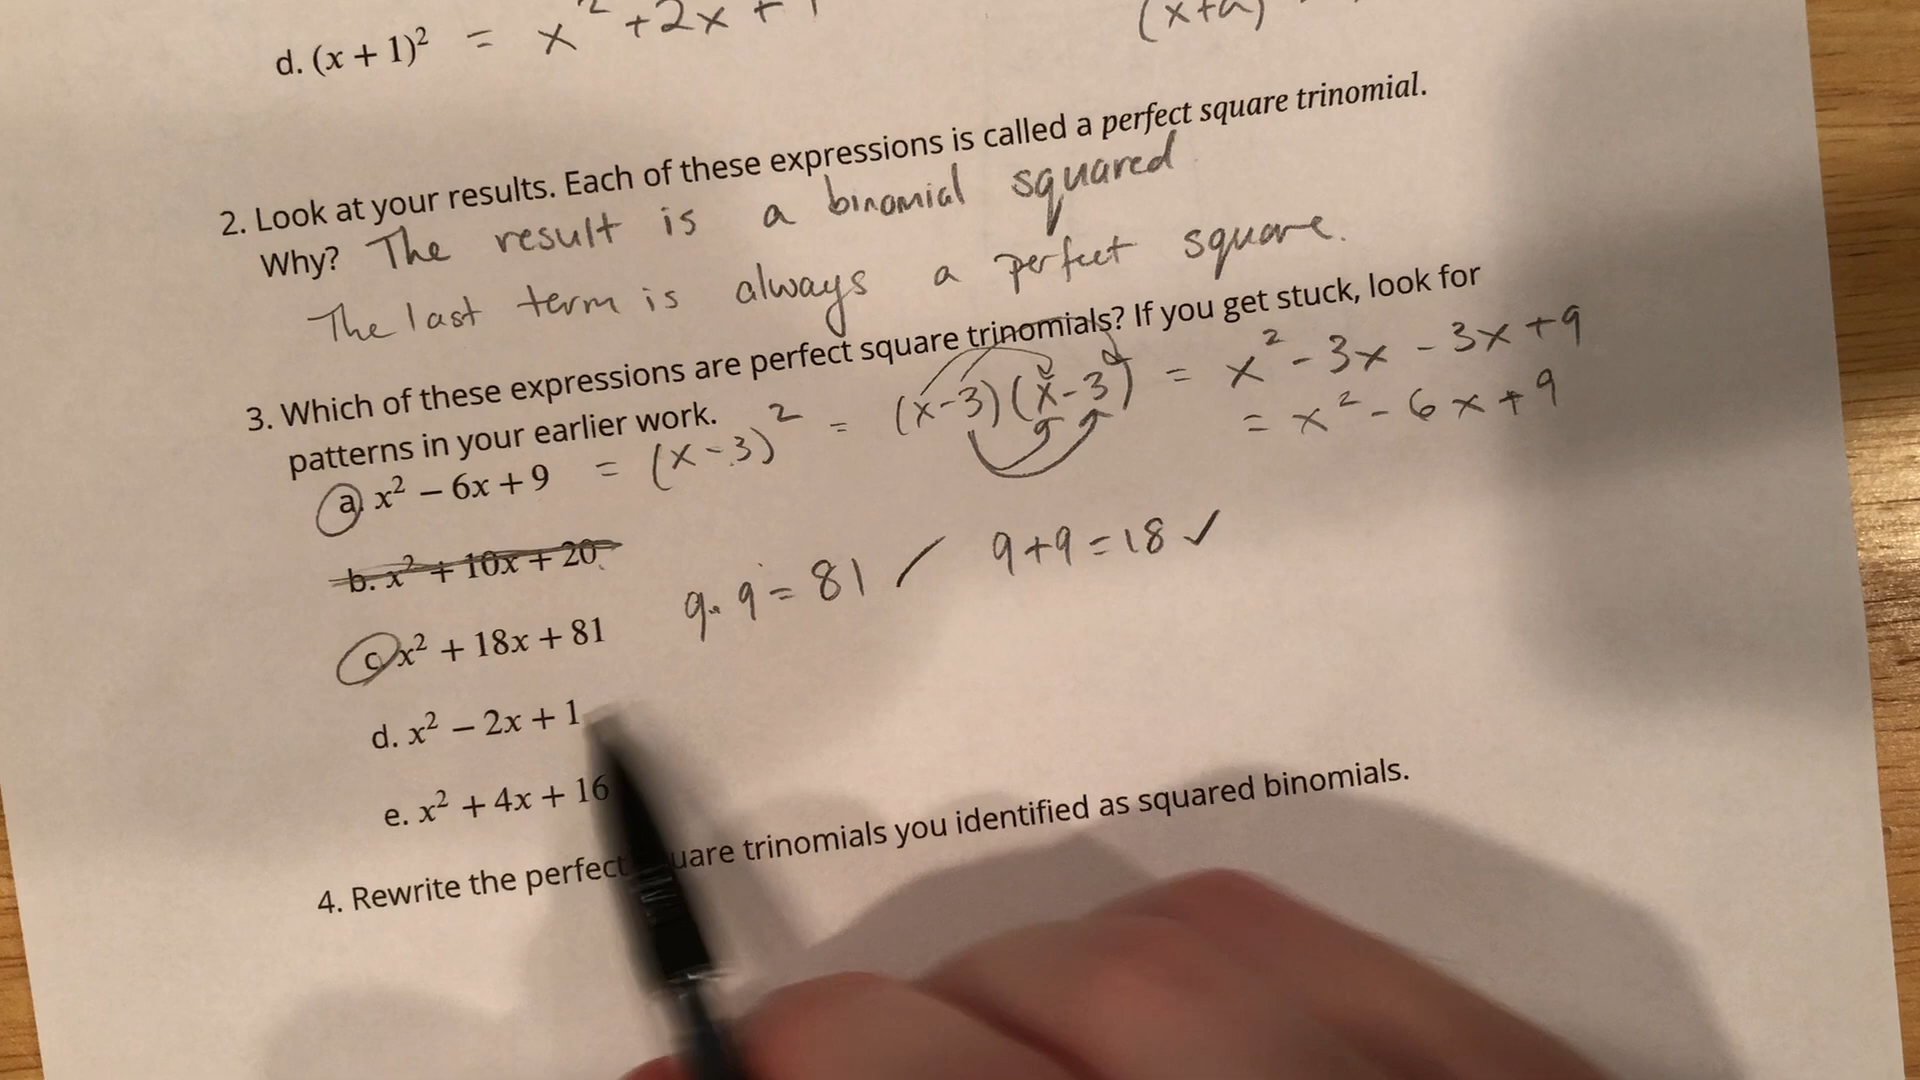 d. (x + 1)² = x² + 2x +
(x+a)
2. Look at your results. Each of these expressions is called a perfect square trinomial.
Why? The result is a binomial squared
The last term is always a perfect square.
3. Which of these expressions are perfect square trinomials? If you get stuck, look for
patterns in your earlier work.
a. x² − 6x + 9 = (x-3)² = (x-3)(x-3) = x² - 3x - 3x + 9
= x² - 6x + 9
b. x² + 10x + 20
c. x² + 18x + 81 9·9 = 81 ✓ 9+9=18 ✓
d. x² − 2x + 1
e. x² + 4x + 16
4. Rewrite the perfect square trinomials you identified as squared binomials.